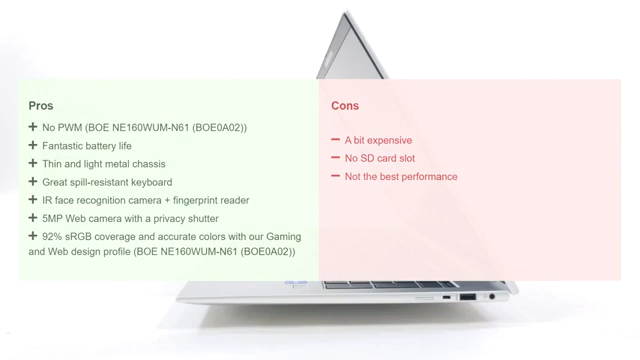 Pros
No PWM (BOE NE160WUM-N61 (BOE0A02))
Fantastic battery life
Thin and light metal chassis
Great spill-resistant keyboard
IR face recognition camera + fingerprint reader
5MP Web camera with a privacy shutter
92% sRGB coverage and accurate colors with our Gaming
and Web design profile (BOE NE160WUM-N61 (BOE0A02))
Cons
A bit expensive
No SD card slot
Not the best performance